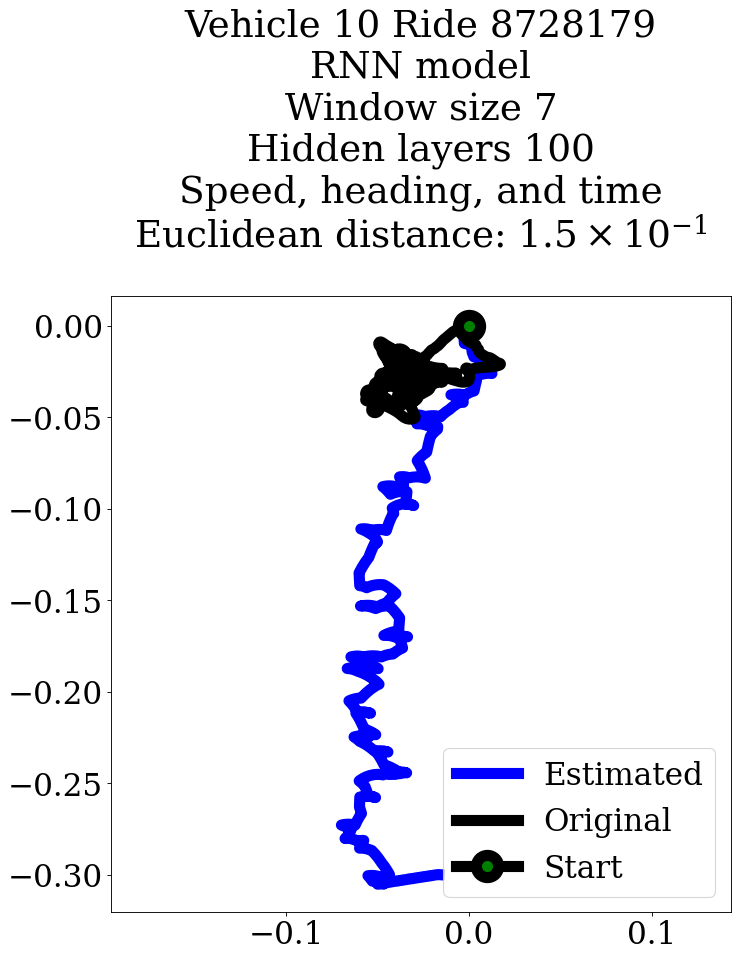 Vehicle 10 Ride 8728179
RNN model
Window size 7
Hidden layers 100
Speed, heading, and time
Euclidean distance: 1.5 × 10⁻¹
0.00
−0.05
−0.10
−0.15
−0.20
−0.25
−0.30
Estimated
Original
Start
−0.1 0.0 0.1